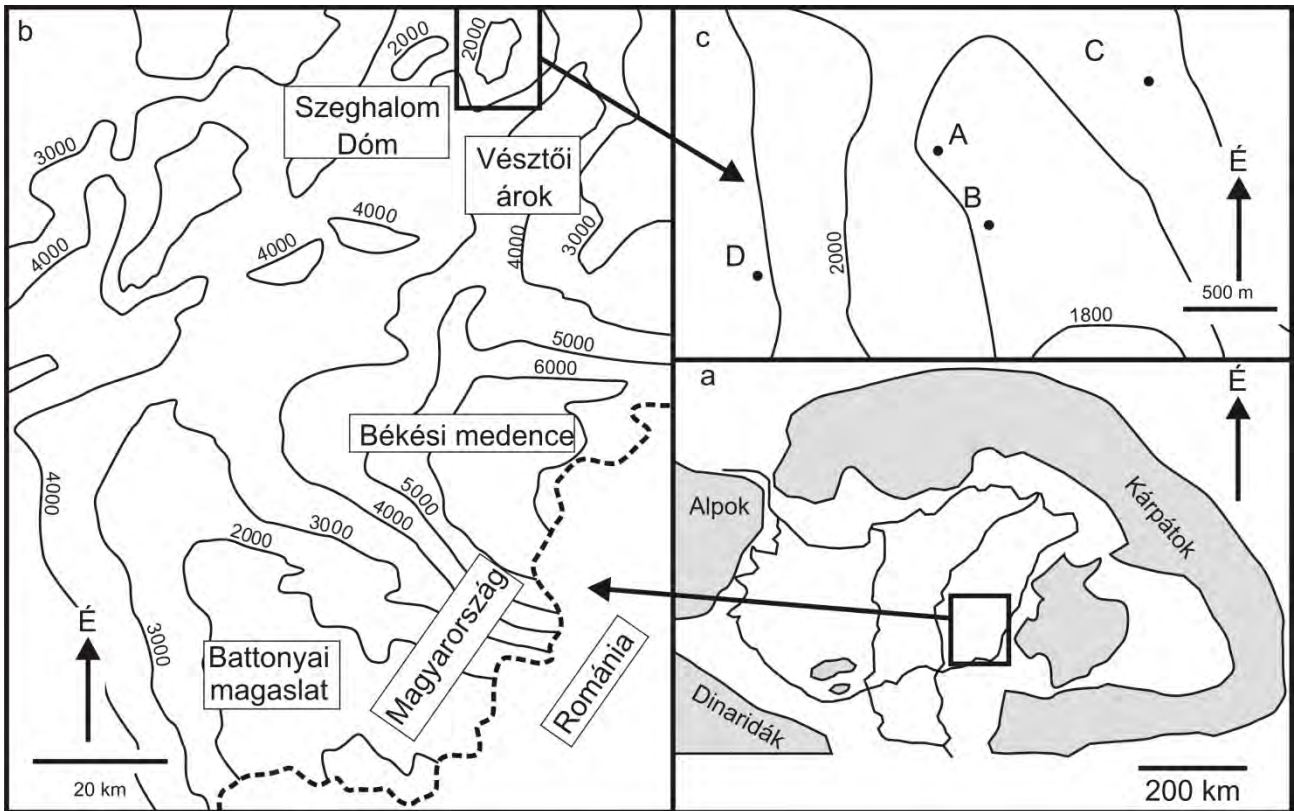 b
2000
2000
Szeghalom
Dóm
Vésztői
árok
3000
4000
4000
4000
4000
3000
5000
6000
Békési medence
4000
5000
4000
3000
2000
É
3000
Battonyai
magaslat
Magyarország
Románia
20 km
c
C
A
É
B
D
2000
500 m
1800
a
É
Alpok
Kárpátok
Dinaridák
200 km